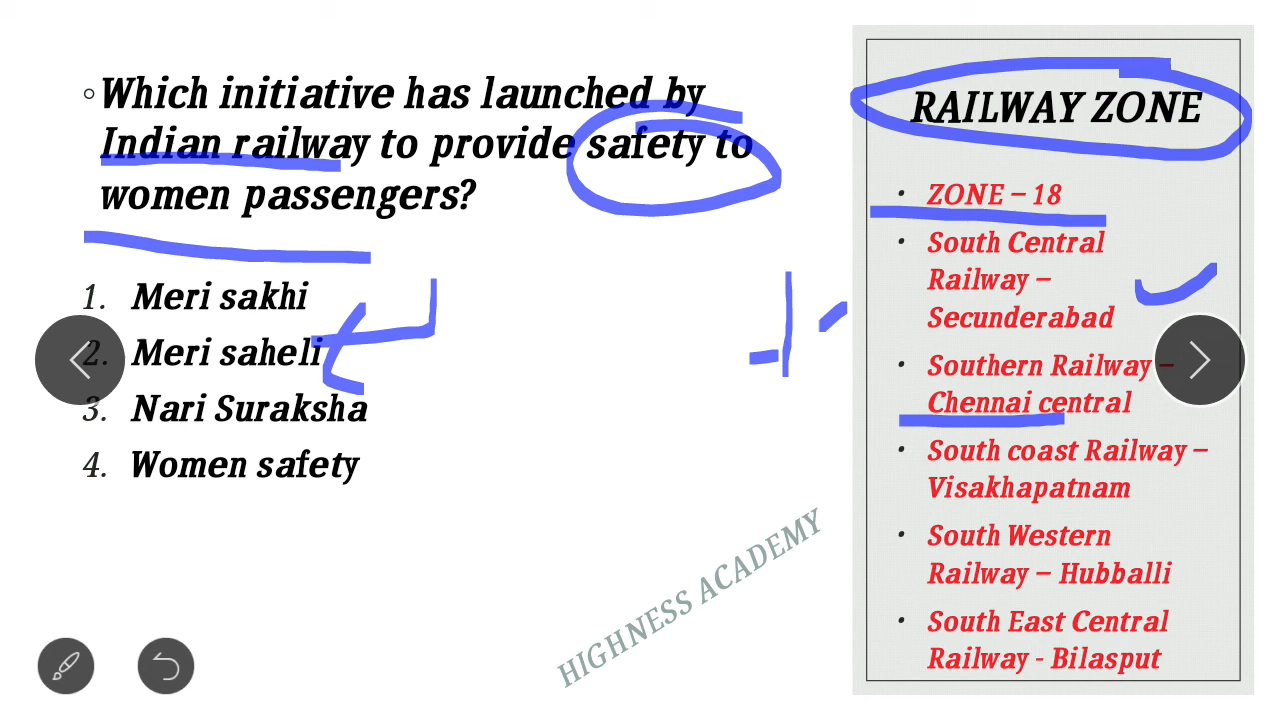 Which initiative has launched by
Indian railway to provide safety to
women passengers?
1. Meri sakhi
2. Meri saheli
3. Nari Suraksha
4. Women safety
HIGHNESS ACADEMY
RAILWAY ZONE
• ZONE – 18
• South Central
Railway –
Secunderabad
• Southern Railway –
Chennai central
• South coast Railway –
Visakhapatnam
• South Western
Railway – Hubballi
• South East Central
Railway - Bilasput